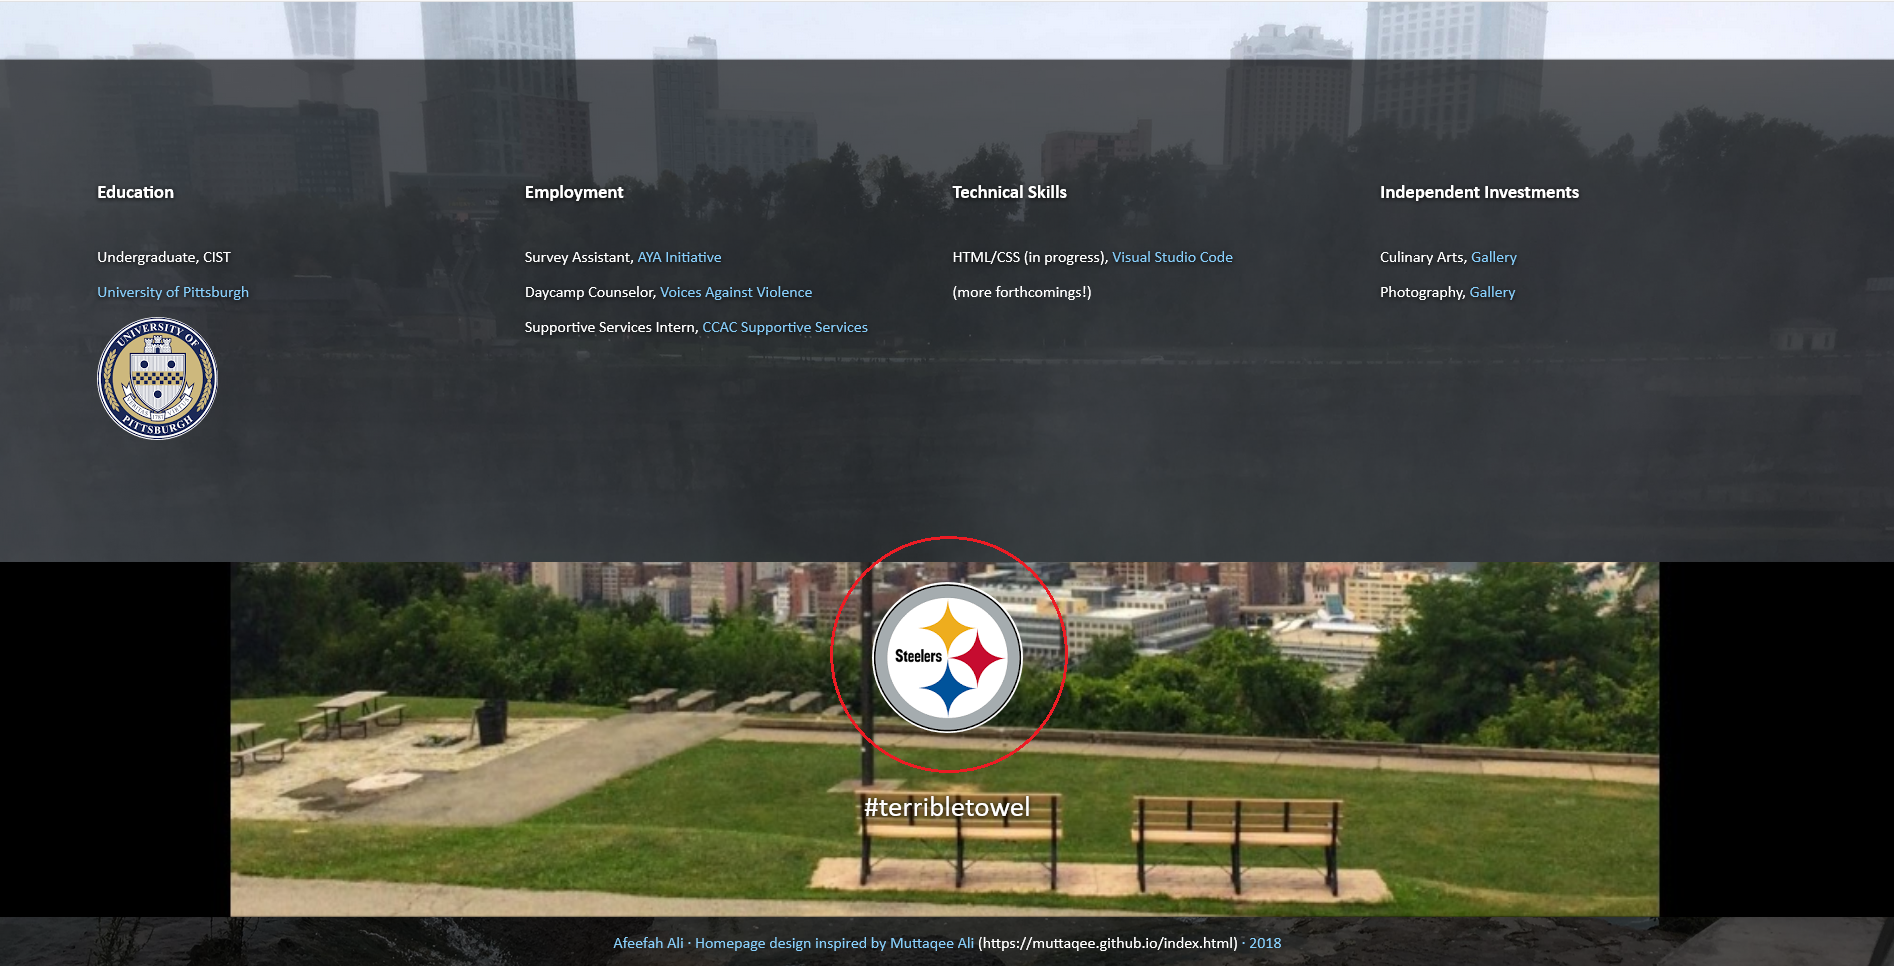 Education
Undergraduate, CIST
University of Pittsburgh
UNIVERSITY OF
PITTSBURGH
Employment
Survey Assistant, AYA Initiative
Daycamp Counselor, Voices Against Violence
Supportive Services Intern, CCAC Supportive Services
Technical Skills
HTML/CSS (in progress), Visual Studio Code
(more forthcomings!)
Independent Investments
Culinary Arts, Gallery
Photography, Gallery
Steelers
#terribletowel
Afeefah Ali · Homepage design inspired by Muttaqee Ali (https://muttaqee.github.io/index.html) · 2018